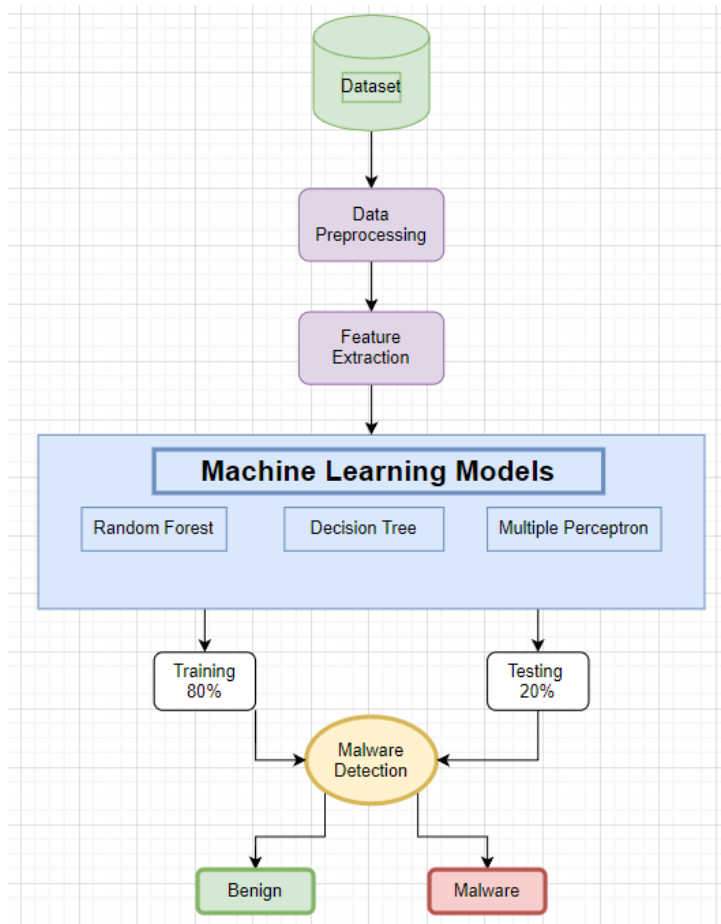 Dataset
Data
Preprocessing
Feature
Extraction
Machine Learning Models
Random Forest
Decision Tree
Multiple Perceptron
Training
80%
Testing
20%
Malware
Detection
Benign
Malware